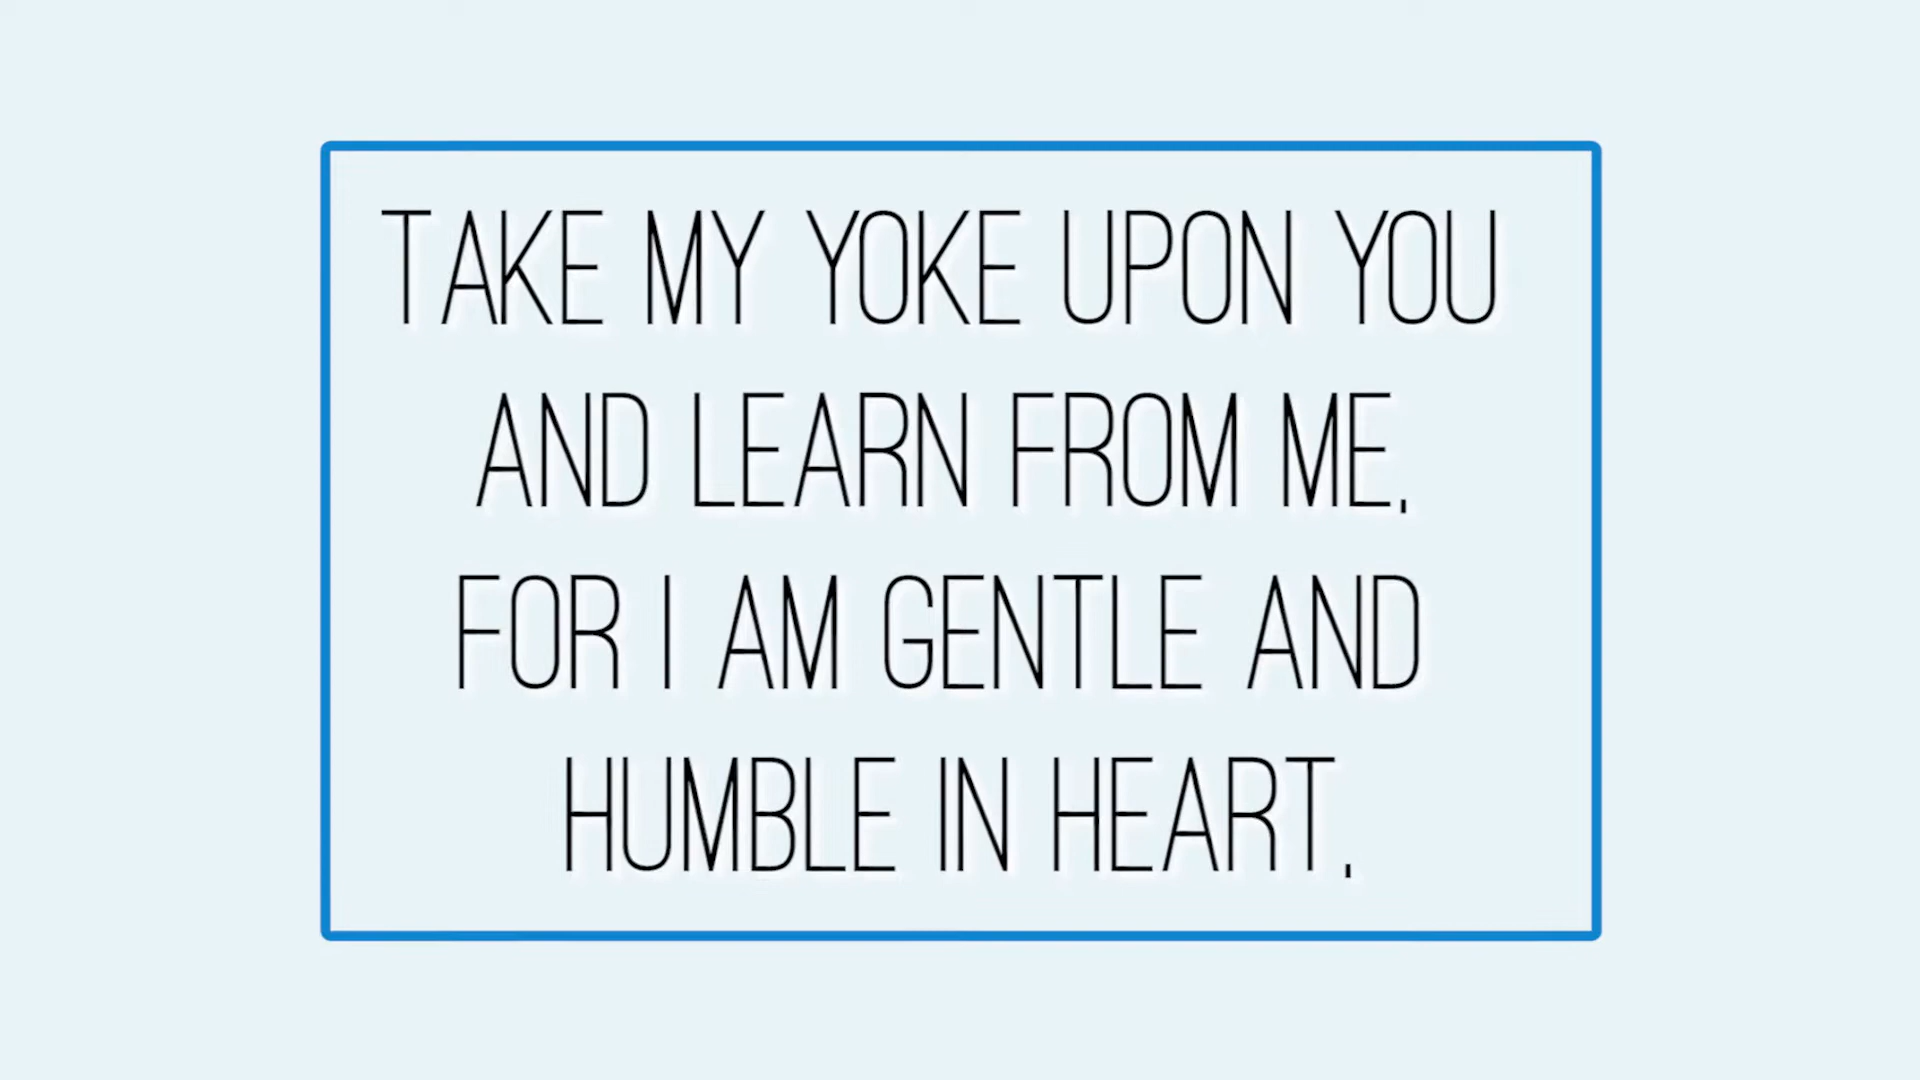 TAKE MY YOKE UPON YOU
AND LEARN FROM ME,
FOR I AM GENTLE AND
HUMBLE IN HEART,